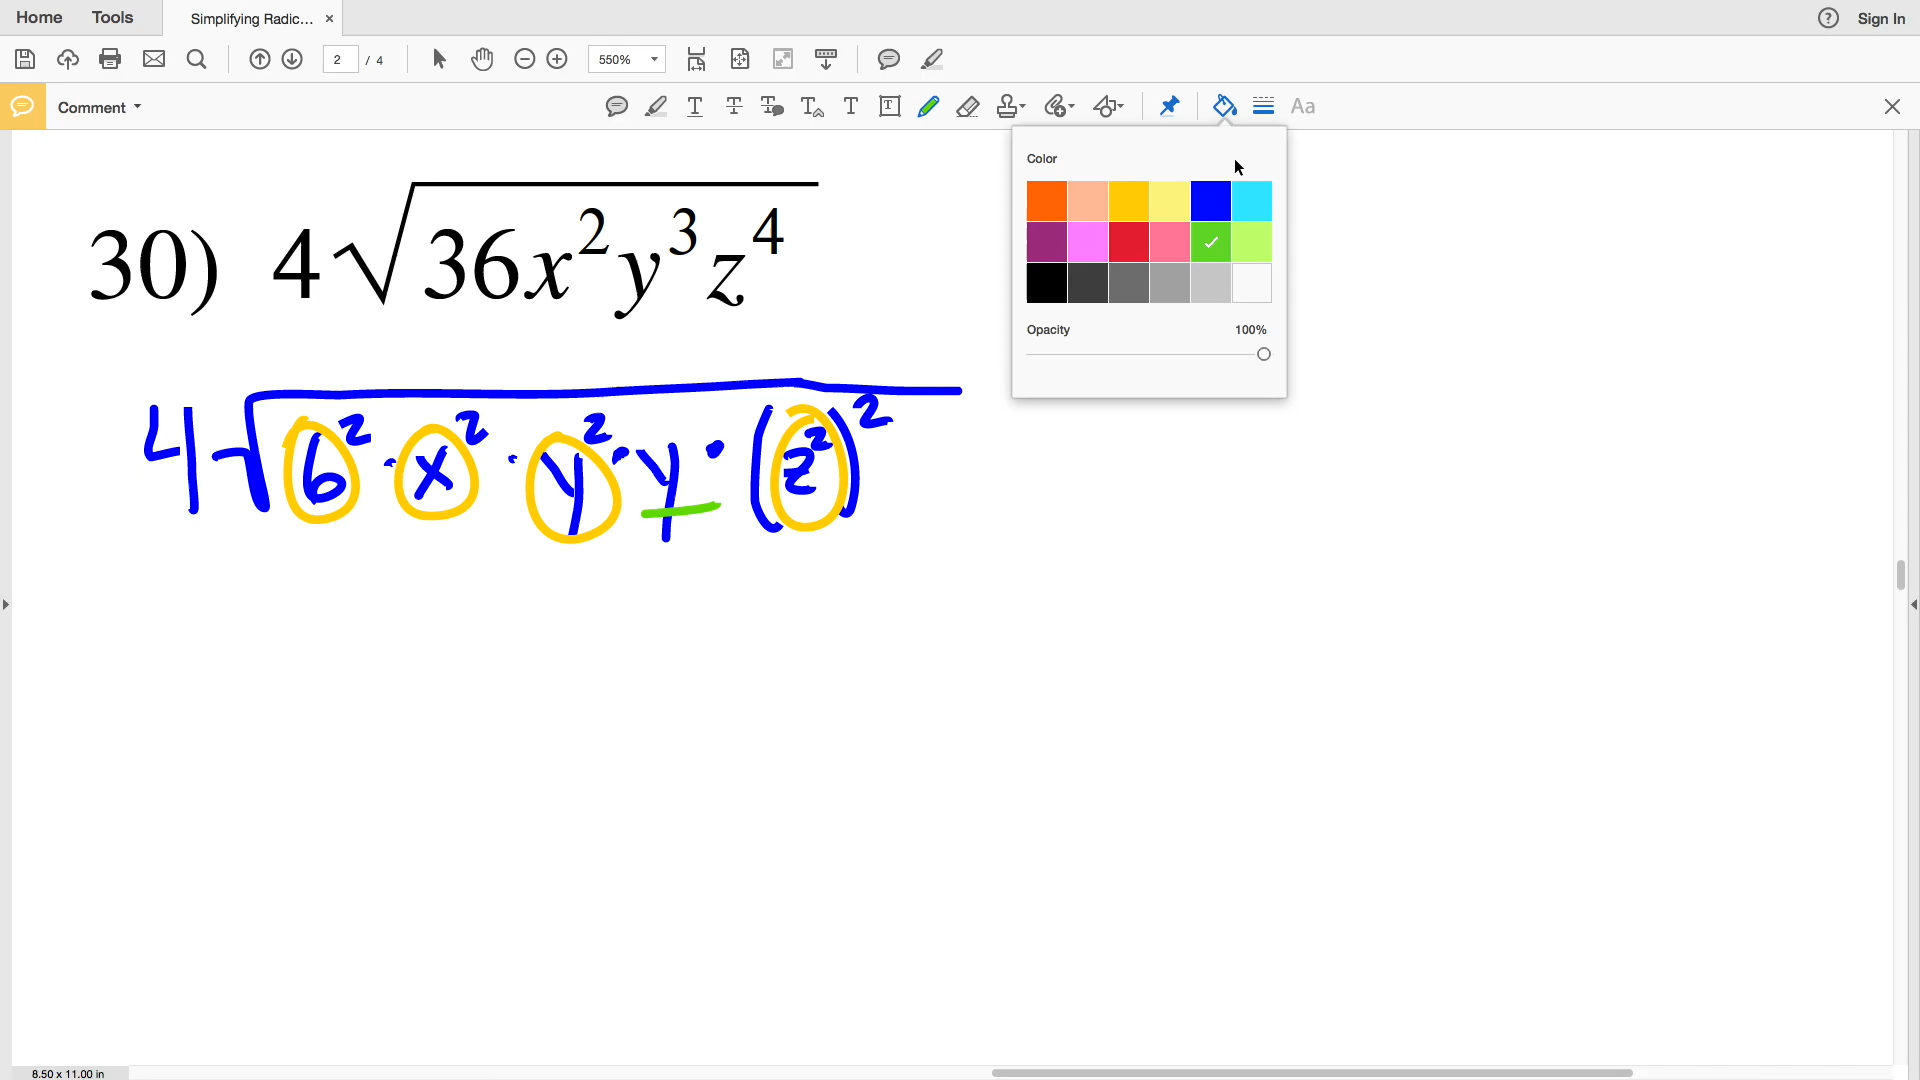 Home Tools Simplifying Radic... × ? Sign In
2 / 4 550%
Comment Aa
Color
Opacity 100%
30) 4√36x²y³z⁴
4√6²·x²·y²·y·(z²)²
8.50 x 11.00 in